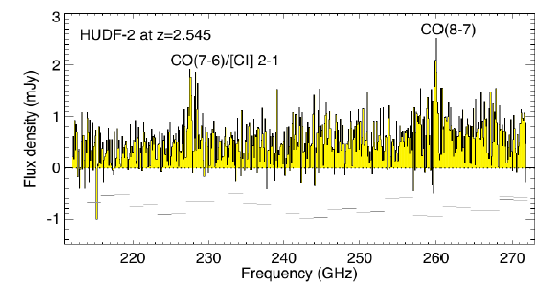 HUDF-2 at z=2.545
CO(8-7)
CO(7-6)/[CI] 2-1
Flux density (mJy)
3
2
1
0
-1
220 230 240 250 260 270
Frequency (GHz)